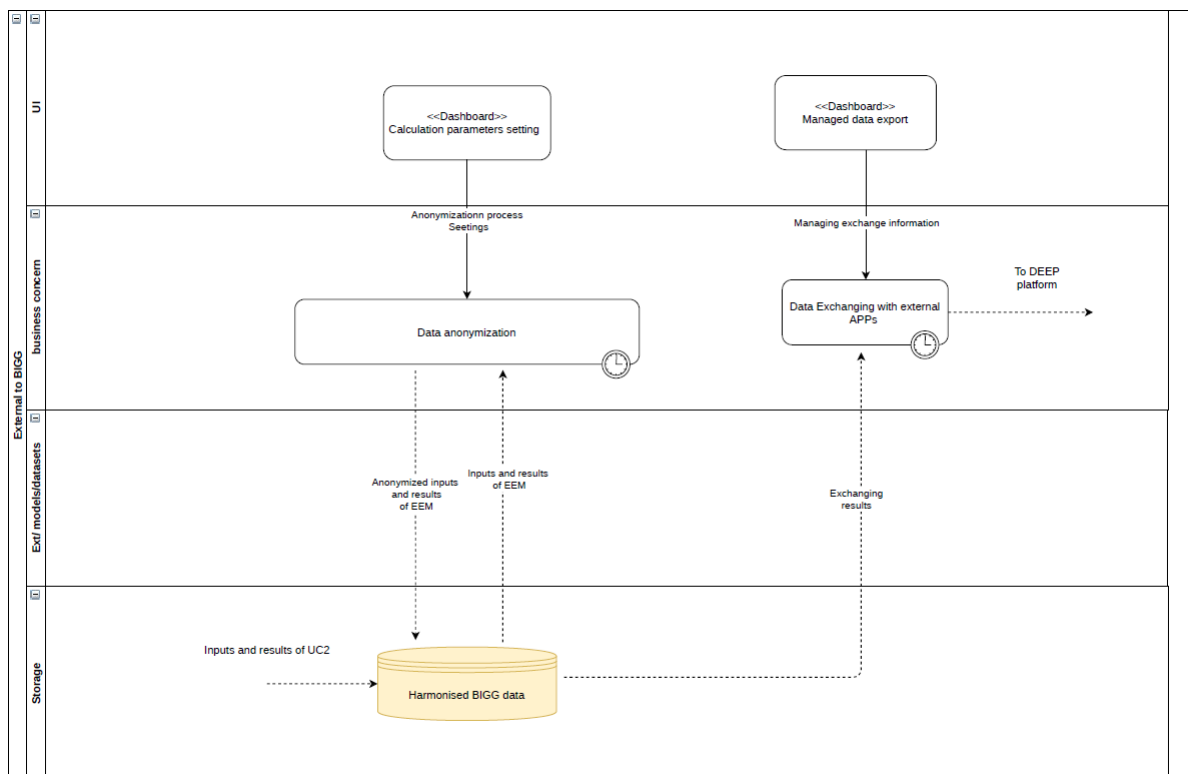 External to BIGG
UI
<<Dashboard>>
Calculation parameters setting
<<Dashboard>>
Managed data export
business concern
Anonymizationn process
Seetings
Managing exchange information
Data anonymization
Data Exchanging with external
APPs
To DEEP
platform
Ext/ models/datasets
Anonymized inputs
and results
of EEM
Inputs and results
of EEM
Exchanging
results
Storage
Inputs and results of UC2
Harmonised BIGG data